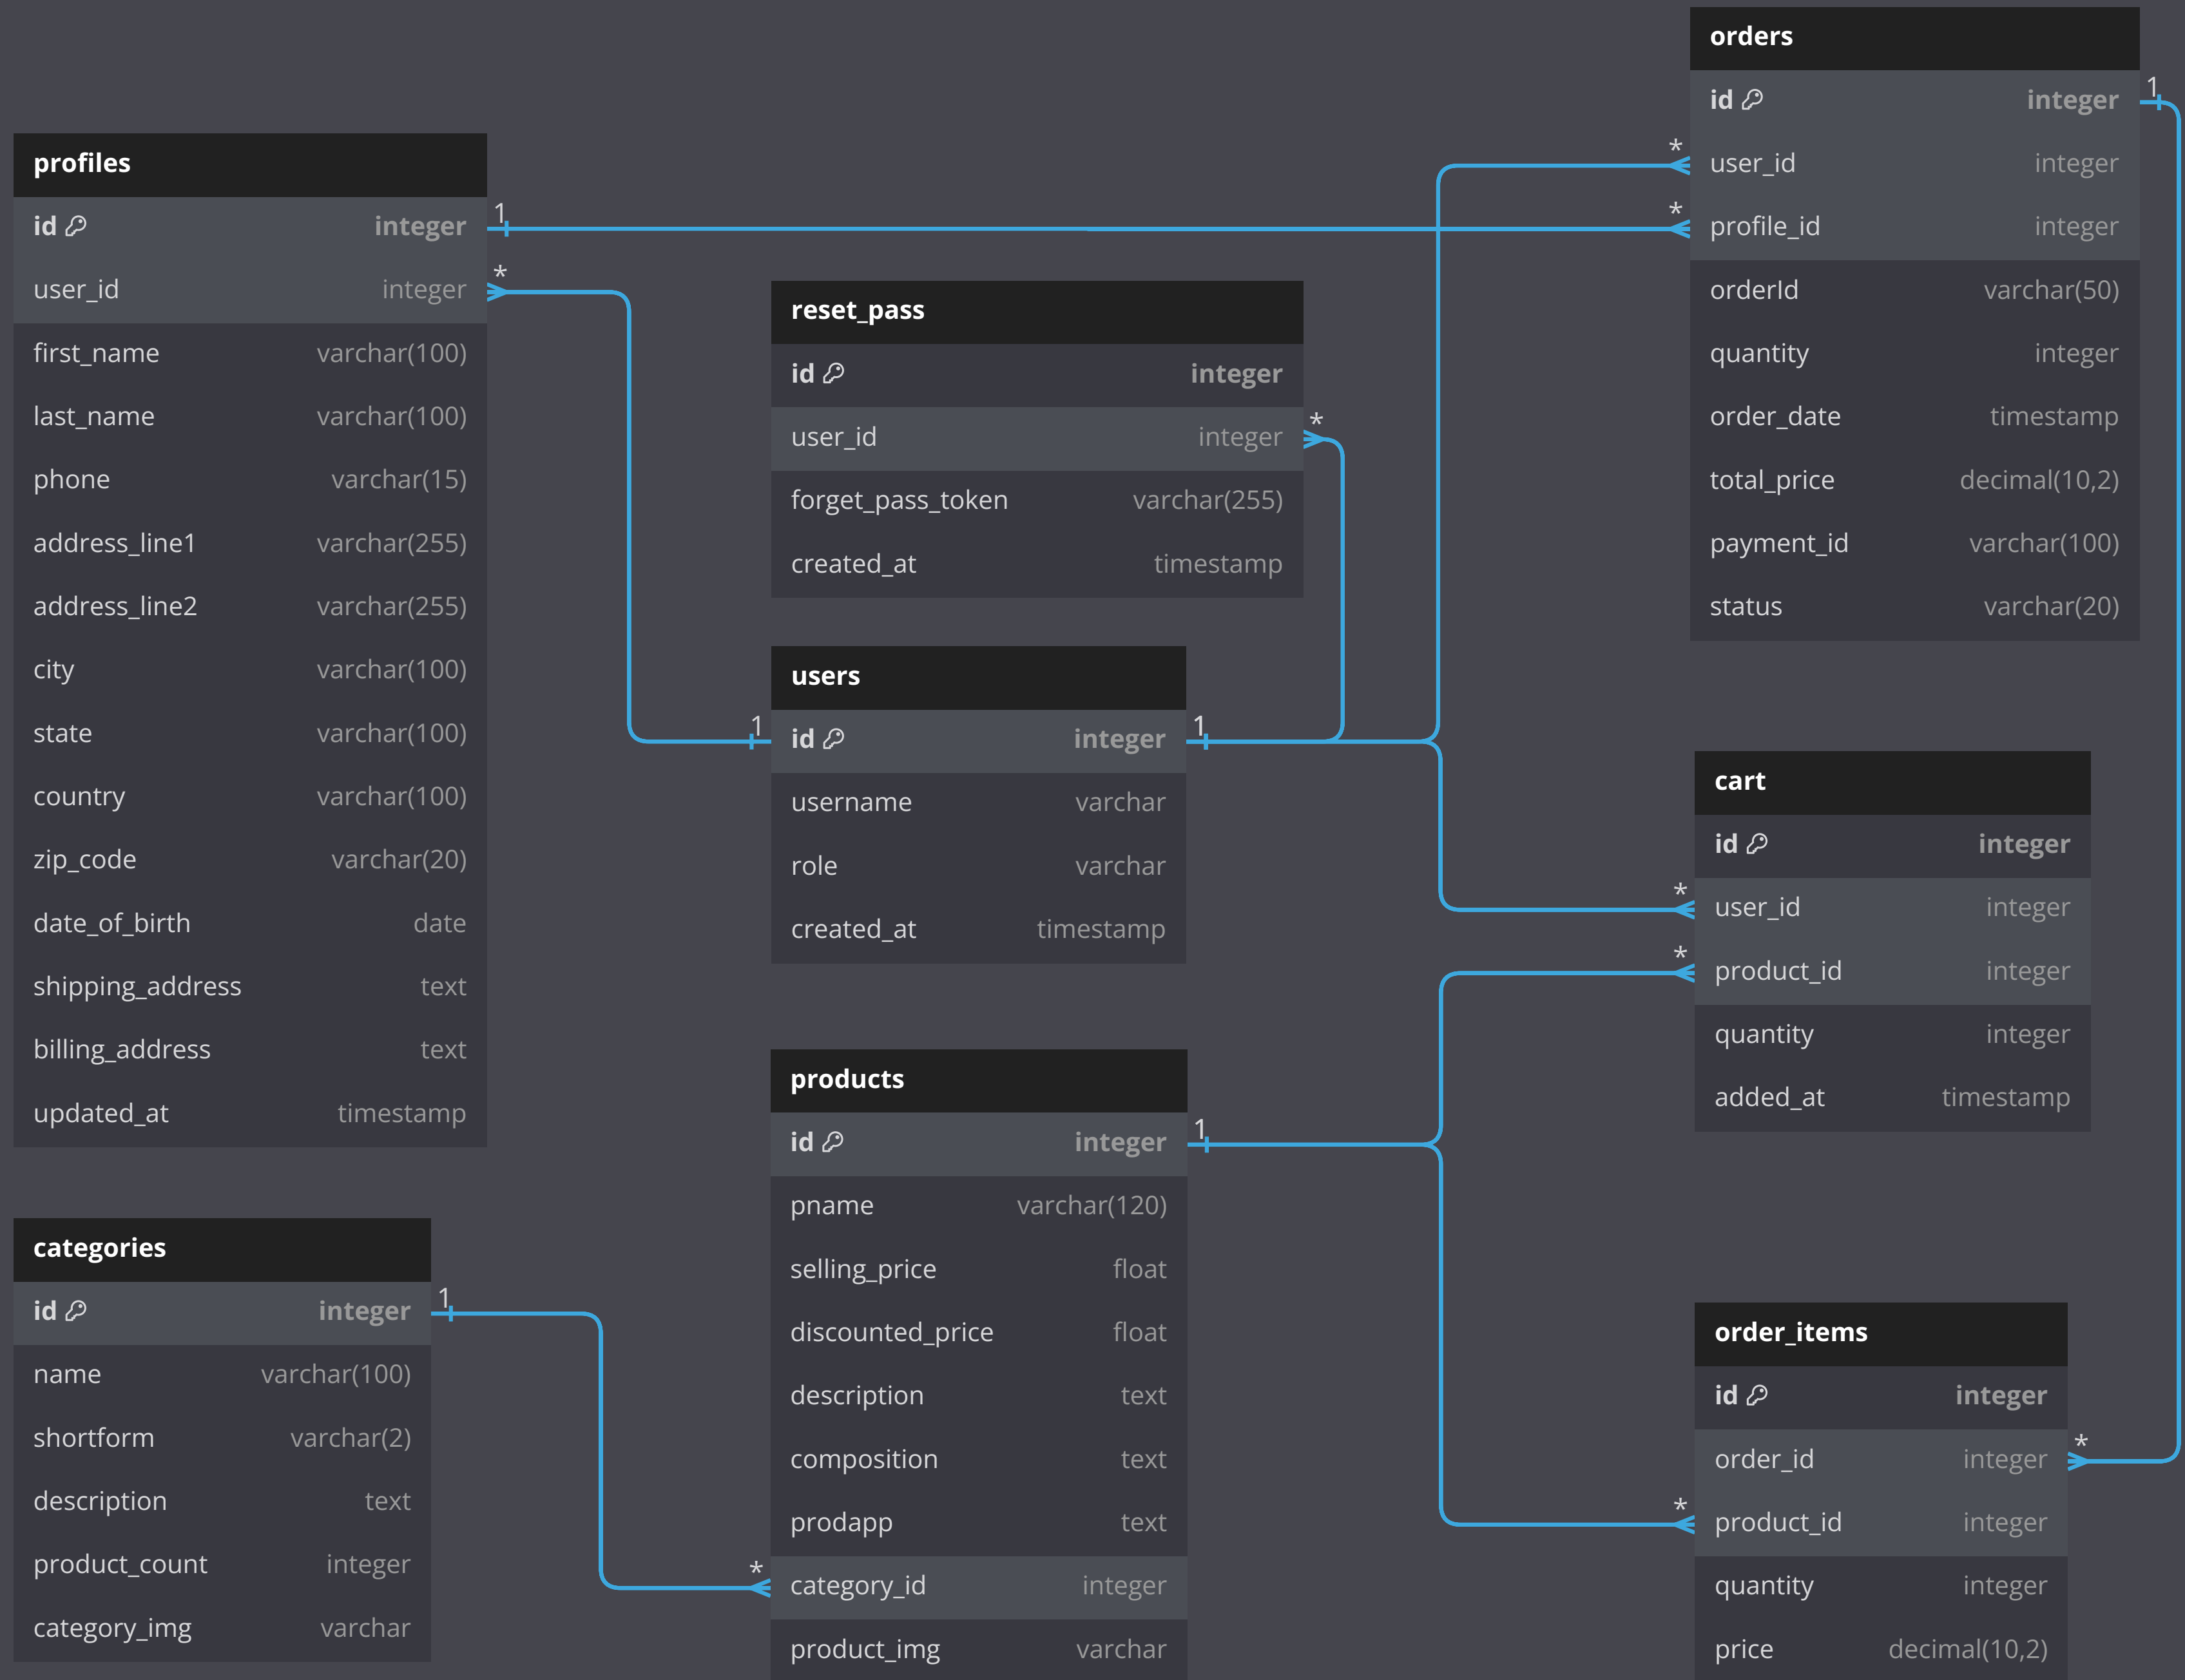 profiles
id integer
user_id integer
first_name varchar(100)
last_name varchar(100)
phone varchar(15)
address_line1 varchar(255)
address_line2 varchar(255)
city varchar(100)
state varchar(100)
country varchar(100)
zip_code varchar(20)
date_of_birth date
shipping_address text
billing_address text
updated_at timestamp
1
*
categories
id integer
name varchar(100)
shortform varchar(2)
description text
product_count integer
category_img varchar
1
reset_pass
id integer
user_id integer
forget_pass_token varchar(255)
created_at timestamp
*
users
1
1
id integer
username varchar
role varchar
created_at timestamp
products
id integer
pname varchar(120)
selling_price float
discounted_price float
description text
composition text
prodapp text
category_id integer
product_img varchar
1
*
orders
id integer
user_id integer
profile_id integer
orderId varchar(50)
quantity integer
order_date timestamp
total_price decimal(10,2)
payment_id varchar(100)
status varchar(20)
1
*
*
cart
id integer
user_id integer
product_id integer
quantity integer
added_at timestamp
*
*
order_items
id integer
order_id integer
product_id integer
quantity integer
price decimal(10,2)
*
*